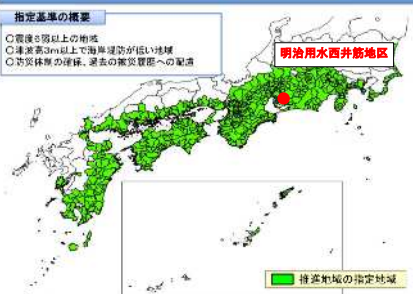 指定基準の概要
○震度6弱以上の地域
○津波高3m以上で海岸堤防が低い地域
○防災体制の確保、過去の被災履歴への配慮
明治用水西井筋地区
推進地域の指定地域